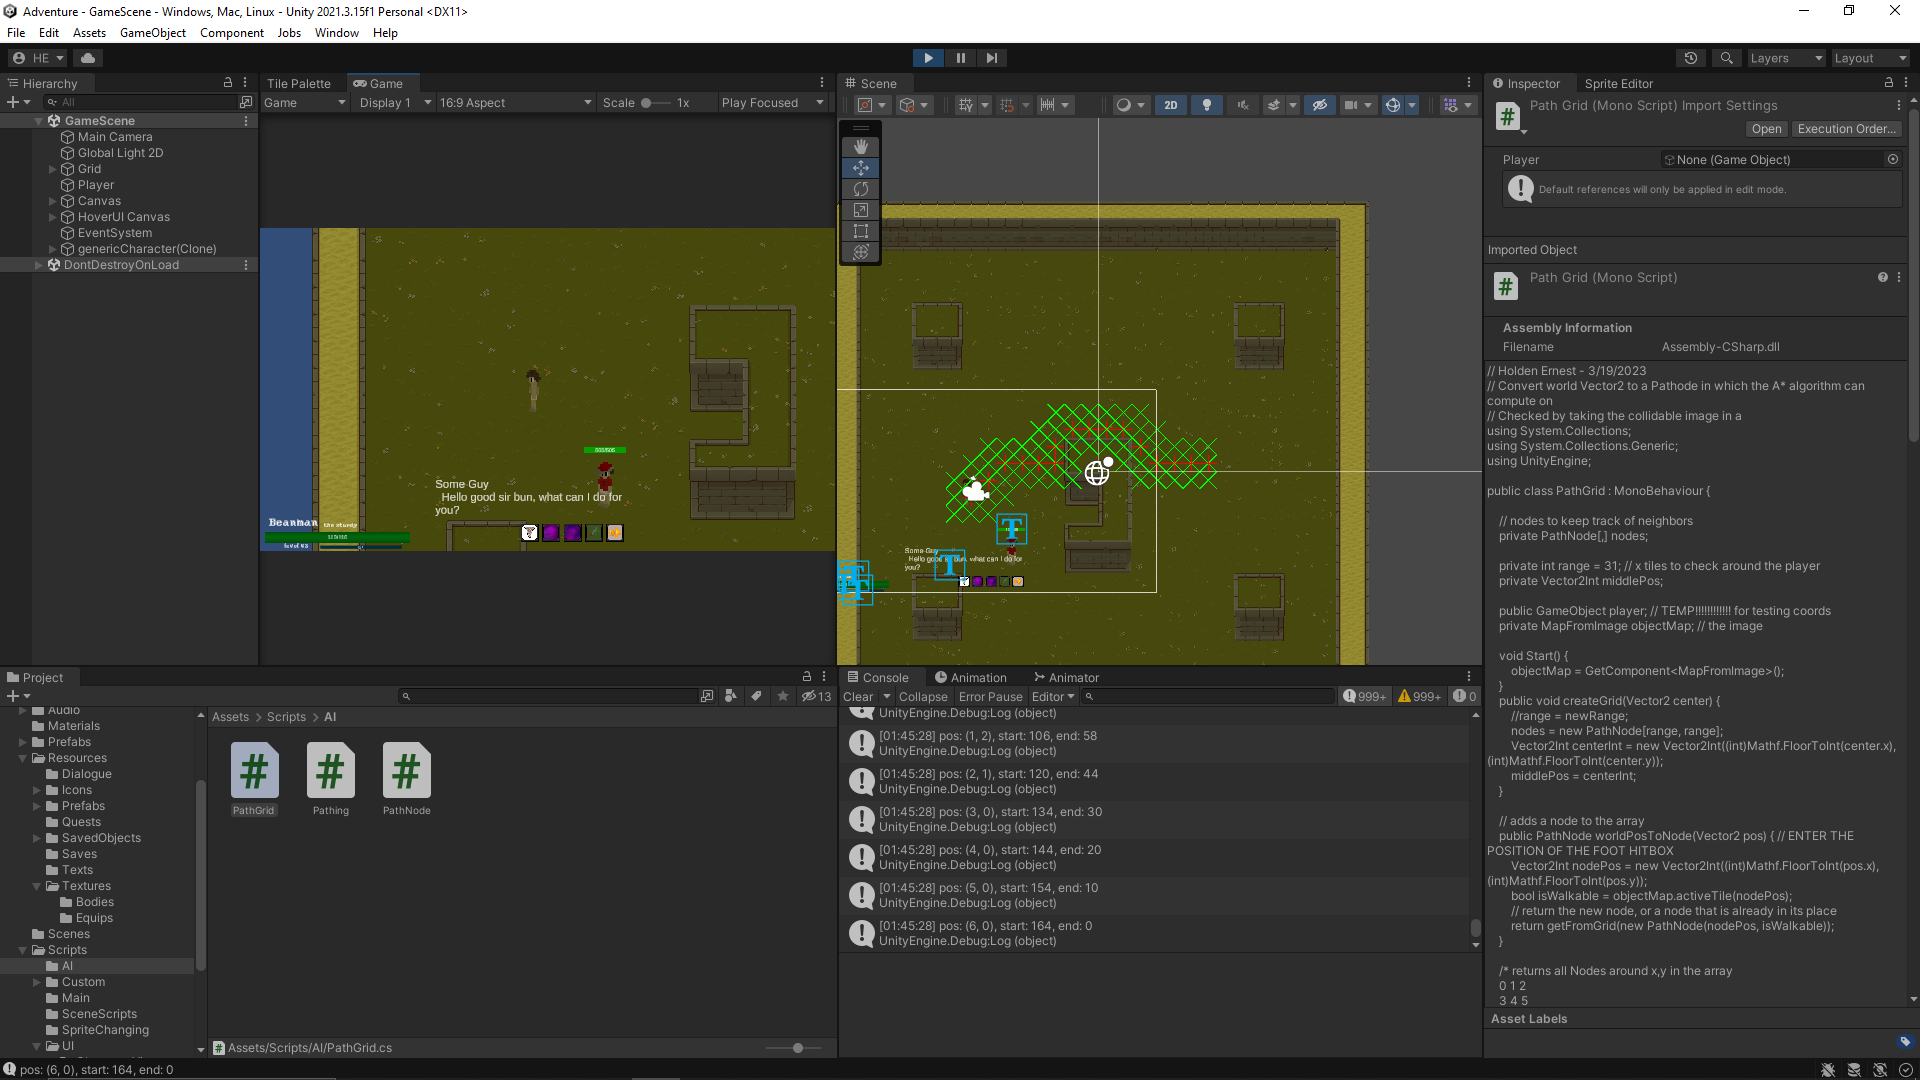 Adventure - GameScene - Windows, Mac, Linux - Unity 2021.3.15f1 Personal <DX11>
File Edit Assets GameObject Component Jobs Window Help
HE
Layers Layout
Hierarchy
All
GameScene
Main Camera
Global Light 2D
Grid
Player
Canvas
HoverUI Canvas
EventSystem
genericCharacter(Clone)
DontDestroyOnLoad
Tile Palette Game
Game Display 1 16:9 Aspect Scale 1x Play Focused
Some Guy
Hello good sir bun, what can I do for
you?
Beanman the sturdy
Scene
2D
Some Guy
Hello good sir bun, what can I do for
you?
T
T
Inspector Sprite Editor
Path Grid (Mono Script) Import Settings
Open Execution Order...
Player None (Game Object)
Default references will only be applied in edit mode.
Imported Object
Path Grid (Mono Script)
Assembly Information
Filename Assembly-CSharp.dll
// Holden Ernest - 3/19/2023
// Convert world Vector2 to a Pathode in which the A* algorithm can
compute on
// Checked by taking the collidable image in a
using System.Collections;
using System.Collections.Generic;
using UnityEngine;
public class PathGrid : MonoBehaviour {
// nodes to keep track of neighbors
private PathNode[,] nodes;
private int range = 31; // x tiles to check around the player
private Vector2Int middlePos;
public GameObject player; // TEMP!!!!!!!!!!!!! for testing coords
private MapFromImage objectMap; // the image
void Start() {
objectMap = GetComponent<MapFromImage>();
}
public void createGrid(Vector2 center) {
//range = newRange;
nodes = new PathNode[range, range];
Vector2Int centerInt = new Vector2Int((int)Mathf.FloorToInt(center.x),
(int)Mathf.FloorToInt(center.y));
middlePos = centerInt;
}
// adds a node to the array
public PathNode worldPosToNode(Vector2 pos) { // ENTER THE
POSITION OF THE FOOT HITBOX
Vector2Int nodePos = new Vector2Int((int)Mathf.FloorToInt(pos.x),
(int)Mathf.FloorToInt(pos.y));
bool isWalkable = objectMap.activeTile(nodePos);
// return the new node, or a node that is already in its place
return getFromGrid(new PathNode(nodePos, isWalkable));
}
/* returns all Nodes around x,y in the array
0 1 2
3 4 5
Asset Labels
Project
13
Audio
Materials
Prefabs
Resources
Dialogue
Icons
Prefabs
Quests
SavedObjects
Saves
Texts
Textures
Bodies
Equips
Scenes
Scripts
AI
Custom
Main
SceneScripts
SpriteChanging
UI
Assets > Scripts > AI
PathGrid Pathing PathNode
Assets/Scripts/AI/PathGrid.cs
Console Animation Animator
Clear Collapse Error Pause Editor 999+ 999+ 0
UnityEngine.Debug:Log (object)
[01:45:28] pos: (1, 2), start: 106, end: 58
UnityEngine.Debug:Log (object)
[01:45:28] pos: (2, 1), start: 120, end: 44
UnityEngine.Debug:Log (object)
[01:45:28] pos: (3, 0), start: 134, end: 30
UnityEngine.Debug:Log (object)
[01:45:28] pos: (4, 0), start: 144, end: 20
UnityEngine.Debug:Log (object)
[01:45:28] pos: (5, 0), start: 154, end: 10
UnityEngine.Debug:Log (object)
[01:45:28] pos: (6, 0), start: 164, end: 0
UnityEngine.Debug:Log (object)
pos: (6, 0), start: 164, end: 0